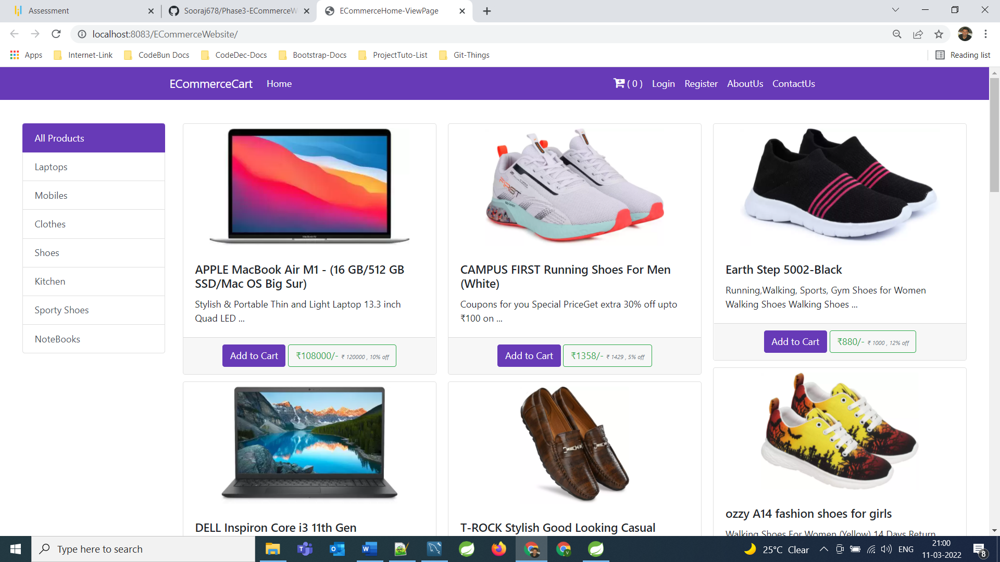 Assessment
Sooraj678/Phase3-ECommerceW
ECommerceHome-ViewPage
localhost:8083/ECommerceWebsite/
Apps
Internet-Link
CodeBun Docs
CodeDec-Docs
Bootstrap-Docs
ProjectTuto-List
Git-Things
Reading list
ECommerceCart
Home
( 0 )
Login
Register
AboutUs
ContactUs
All Products
Laptops
Mobiles
Clothes
Shoes
Kitchen
Sporty Shoes
NoteBooks
MacBook Air
APPLE MacBook Air M1 - (16 GB/512 GB
SSD/Mac OS Big Sur)
Stylish & Portable Thin and Light Laptop 13.3 inch
Quad LED ...
Add to Cart
₹108000/- ₹ 120000 , 10% off
FIRST
CAMPUS FIRST Running Shoes For Men
(White)
Coupons for you Special PriceGet extra 30% off upto
₹100 on ...
Add to Cart
₹1358/- ₹ 1429 , 5% off
Earth Step 5002-Black
Running,Walking, Sports, Gym Shoes for Women
Walking Shoes Walking Shoes ...
Add to Cart
₹880/- ₹ 1000 , 12% off
DELL Inspiron Core i3 11th Gen
T-ROCK Stylish Good Looking Casual
ozzy A14 fashion shoes for girls
Walking Shoes For Women (Yellow) 14 Days Return
Type here to search
25°C Clear
ENG
21:00
11-03-2022
8